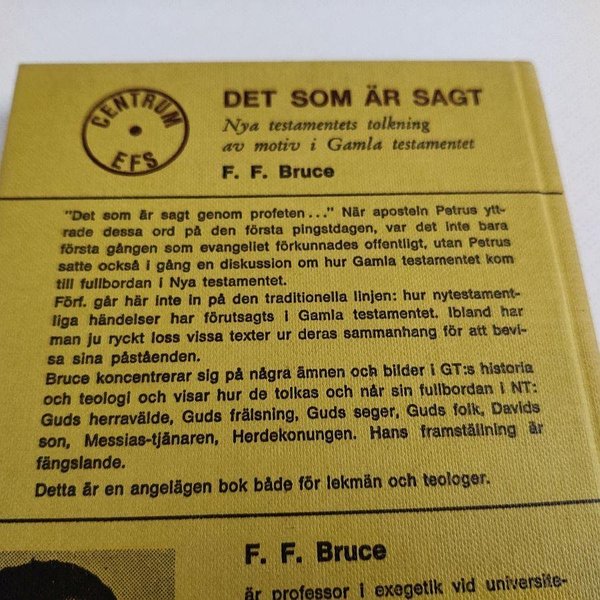 CENTRUM
EFS
DET SOM ÄR SAGT
Nya testamentets tolkning
av motiv i Gamla testamentet
F. F. Bruce
"Det som är sagt genom profeten..." När aposteln Petrus ytt-
rade dessa ord på den första pingstdagen, var det inte bara
första gången som evangeliet förkunnades offentligt, utan Petrus
satte också i gång en diskussion om hur Gamla testamentet kom
till fullbordan i Nya testamentet.
Förf. går här inte in på den traditionella linjen: hur nytestament-
liga händelser har förutsagts i Gamla testamentet. Ibland har
man ju ryckt loss vissa texter ur deras sammanhang för att bevi-
sa sina påståenden.
Bruce koncentrerar sig på några ämnen och bilder i GT:s historia
och teologi och visar hur de tolkas och når sin fullbordan i NT:
Guds herravälde, Guds frälsning, Guds seger, Guds folk, Davids
son, Messias-tjänaren, Herdekonungen. Hans framställning är
fängslande.
Detta är en angelägen bok både för lekmän och teologer.
F. F. Bruce
är professor i exegetik vid universite-